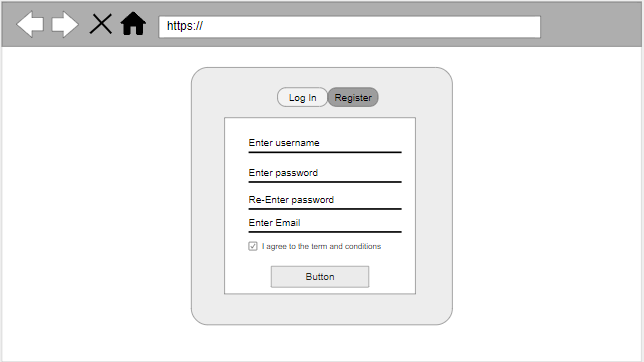 https://
Log In Register
Enter username
Enter password
Re-Enter password
Enter Email
I agree to the term and conditions
Button